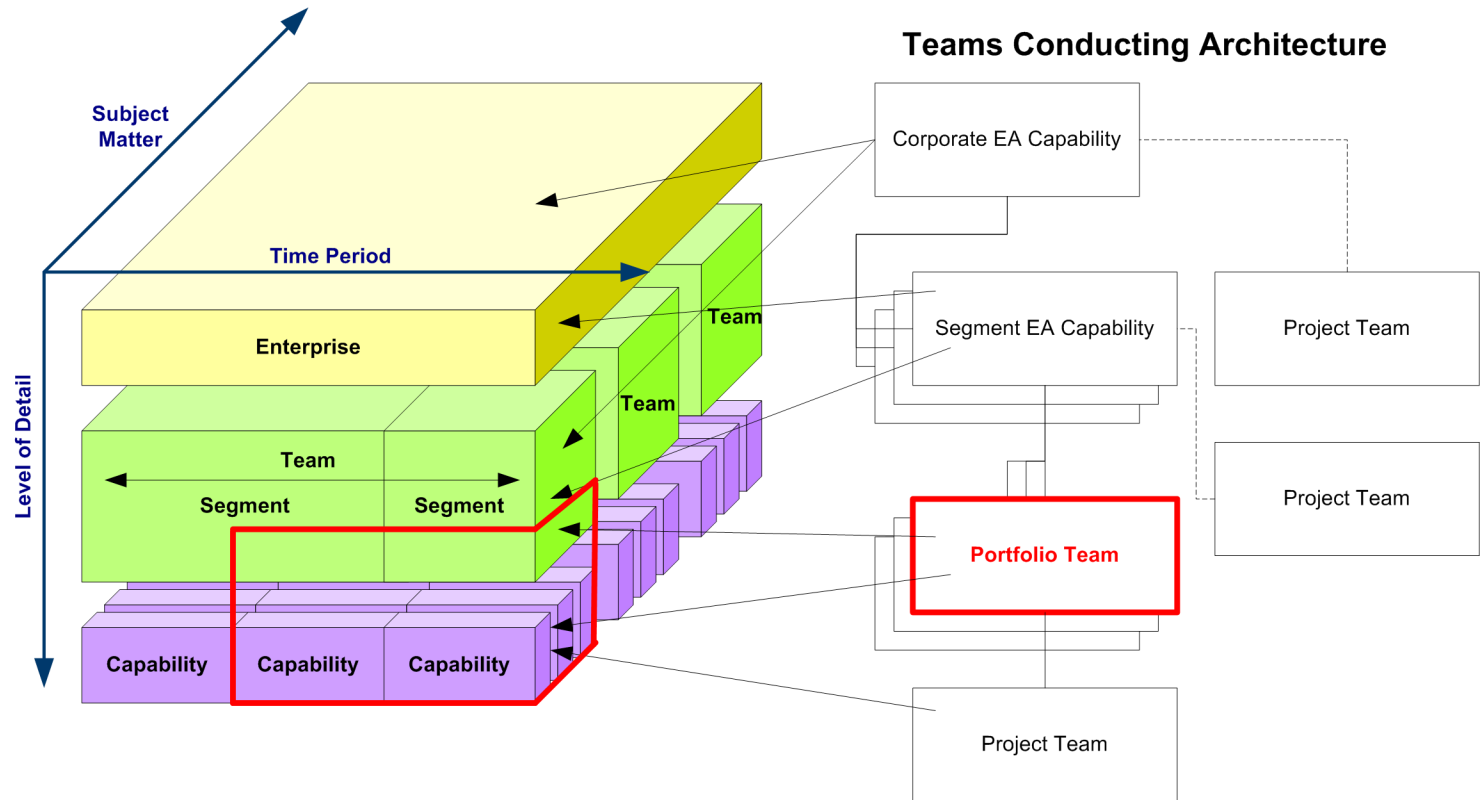 Teams Conducting Architecture
Subject
Matter
Corporate EA Capability
Time Period
Team
Enterprise
Segment EA Capability
Project Team
Team
Level of Detail
Team
Segment
Segment
Project Team
Portfolio Team
Capability
Capability
Capability
Project Team